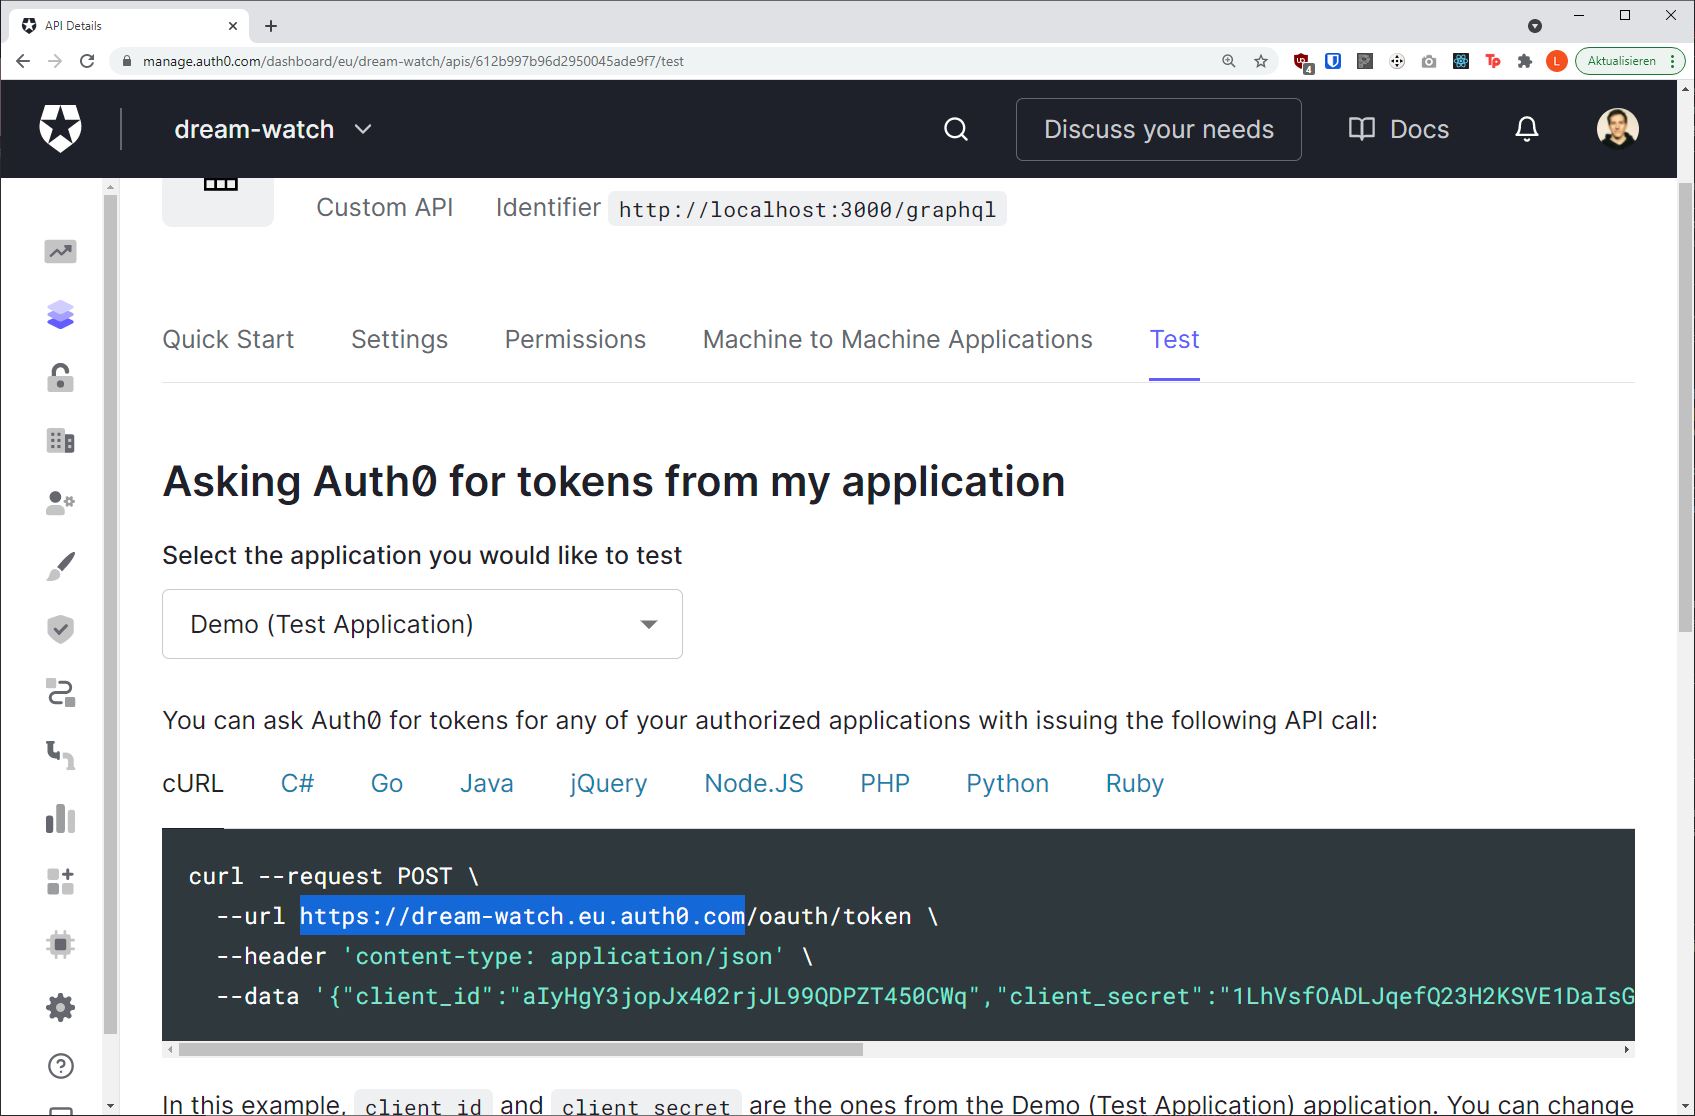 API Details
manage.auth0.com/dashboard/eu/dream-watch/apis/612b997b96d2950045ade9f7/test
4
L
Aktualisieren
dream-watch
Discuss your needs
Docs
Custom API Identifier http://localhost:3000/graphql
Quick Start Settings Permissions Machine to Machine Applications Test
Asking Auth0 for tokens from my application
Select the application you would like to test
Demo (Test Application)
You can ask Auth0 for tokens for any of your authorized applications with issuing the following API call:
cURL C# Go Java jQuery Node.JS PHP Python Ruby
curl --request POST \
--url https://dream-watch.eu.auth0.com/oauth/token \
--header 'content-type: application/json' \
--data '{"client_id":"aIyHgY3jopJx402rjJL99QDPZT450CWq","client_secret":"1LhVsfOADLJqefQ23H2KSVE1DaIsG
In this example, client_id and client_secret are the ones from the Demo (Test Application) application. You can change